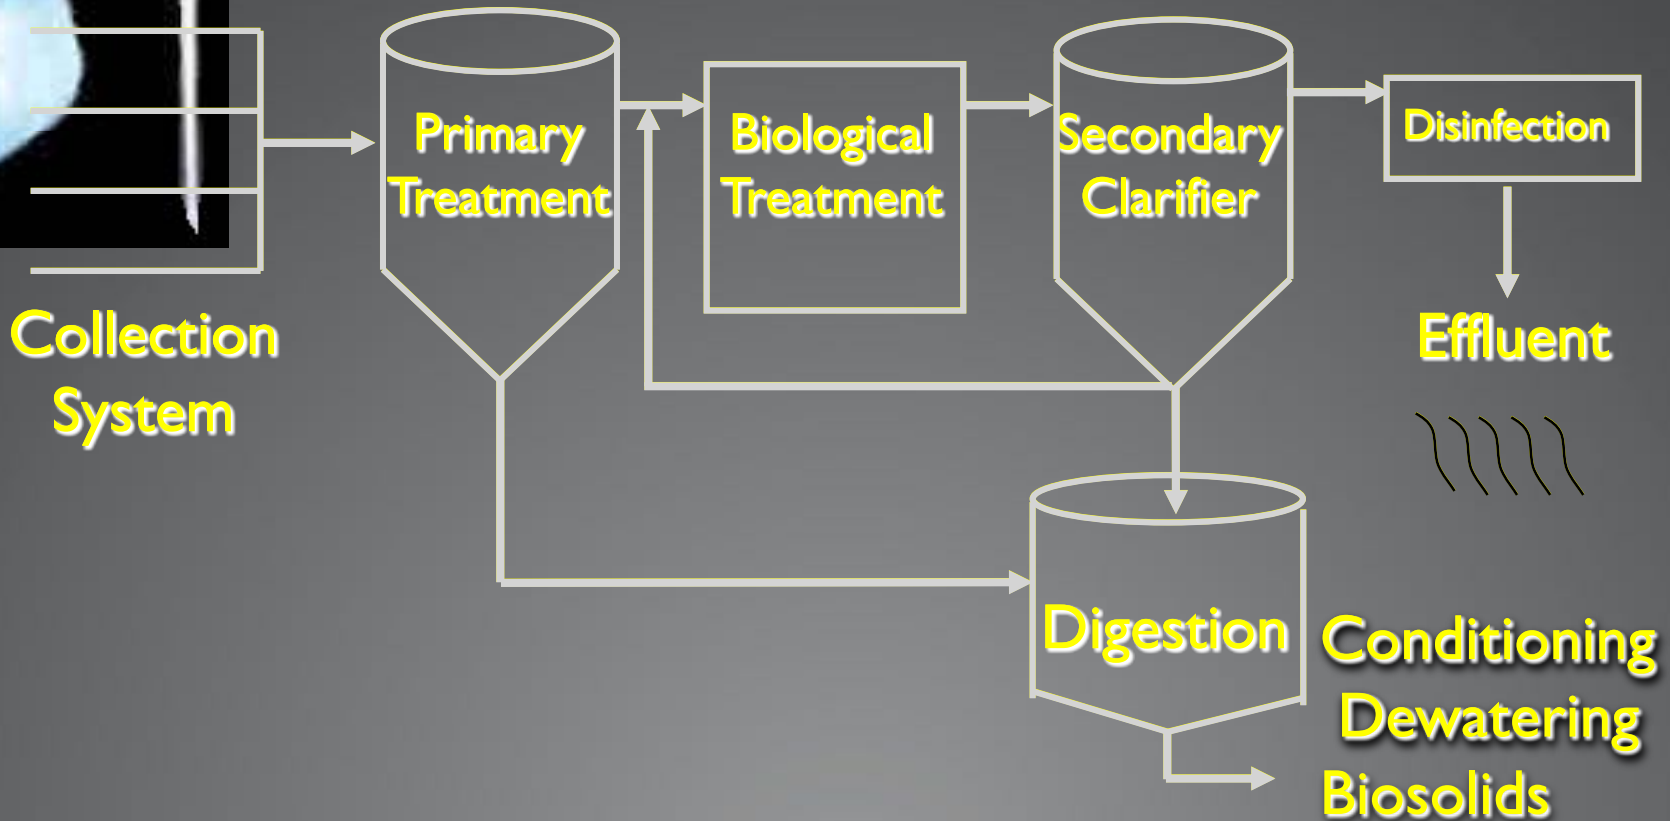 Primary
Treatment
Biological
Treatment
Secondary
Clarifier
Disinfection
Collection
System
Effluent
Digestion
Conditioning
Dewatering
Biosolids